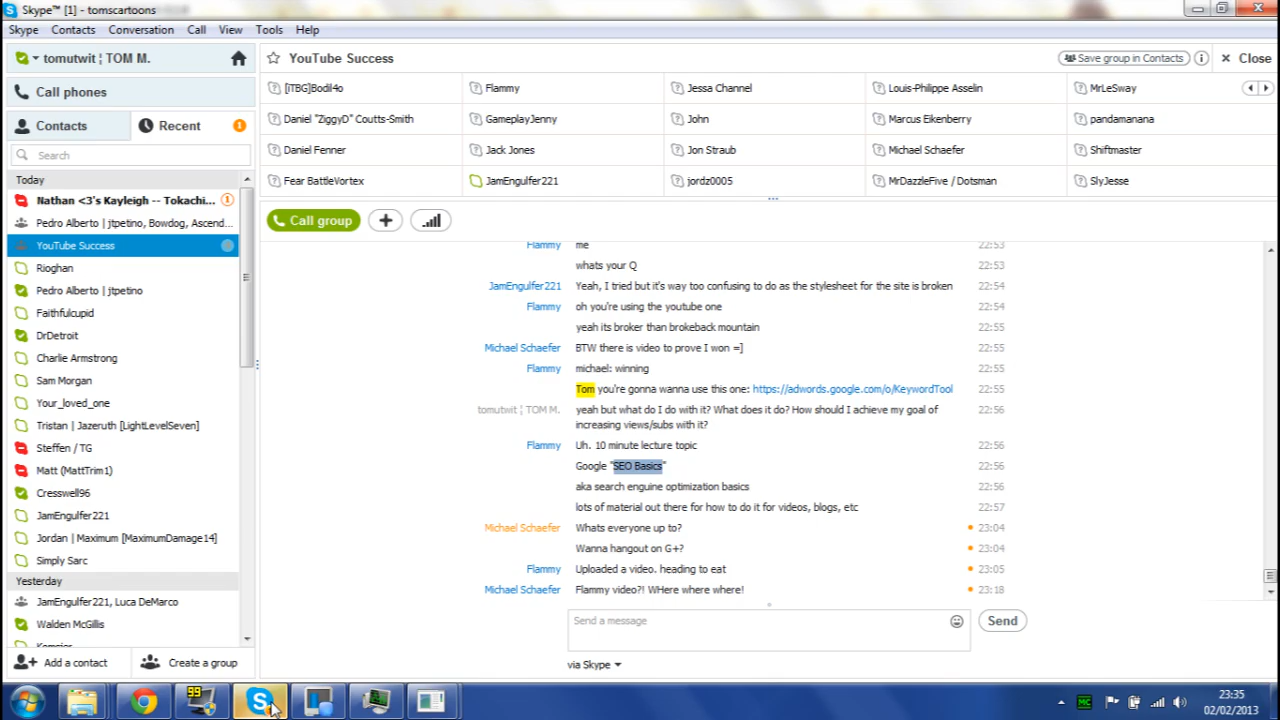 Skype™ [1] - tomscartoons
Skype Contacts Conversation Call View Tools Help
tomutwit ¦ TOM M.
Call phones
Contacts
Recent 1
Search
Today
Nathan <3's Kayleigh -- Tokachi... 1
Pedro Alberto | jtpetino, Bowdog, Ascend...
YouTube Success
Rioghan
Pedro Alberto | jtpetino
Faithfulcupid
DrDetroit
Charlie Armstrong
Sam Morgan
Your_loved_one
Tristan | Jazeruth [LightLevelSeven]
Steffen / TG
Matt (MattTrim1)
Cresswell96
JamEngulfer221
Jordan | Maximum [MaximumDamage14]
Simply Sarc
Yesterday
JamEngulfer221, Luca DeMarco
Walden McGillis
Add a contact
Create a group
YouTube Success
Save group in Contacts
Close
[iTBG]Bodil4o Flammy Jessa Channel Louis-Philippe Asselin MrLeSway
Daniel "ZiggyD" Coutts-Smith GameplayJenny John Marcus Eikenberry pandamanana
Daniel Fenner Jack Jones Jon Straub Michael Schaefer Shiftmaster
Fear BattleVortex JamEngulfer221 jordz0005 MrDazzleFive / Dotsman SlyJesse
Call group
Flammy me 22:53
whats your Q 22:53
JamEngulfer221 Yeah, I tried but it's way too confusing to do as the stylesheet for the site is broken 22:54
Flammy oh you're using the youtube one 22:54
yeah its broker than brokeback mountain 22:55
Michael Schaefer BTW there is video to prove I won =] 22:55
Flammy michael: winning 22:55
Tom you're gonna wanna use this one: https://adwords.google.com/o/KeywordTool 22:55
tomutwit ¦ TOM M. yeah but what do I do with it? What does it do? How should I achieve my goal of 22:56
increasing views/subs with it?
Flammy Uh. 10 minute lecture topic 22:56
Google "SEO Basics" 22:56
aka search enguine optimization basics 22:56
lots of material out there for how to do it for videos, blogs, etc 22:57
Michael Schaefer Whats everyone up to? 23:04
Wanna hangout on G+? 23:04
Flammy Uploaded a video. heading to eat 23:05
Michael Schaefer Flammy video?! WHere where where! 23:18
Send a message
Send
via Skype
99
MC
23:35
02/02/2013